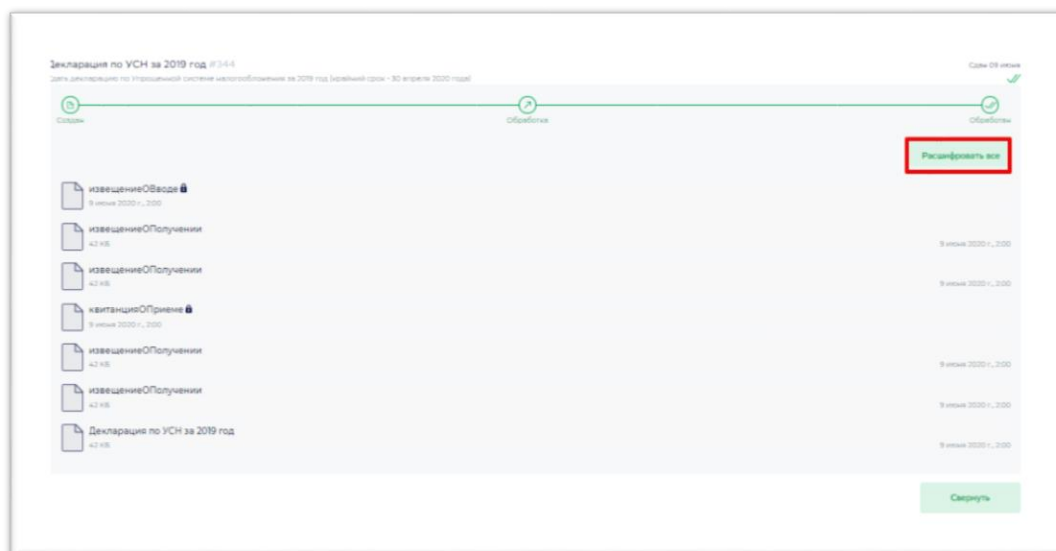 Декларация по УСН за 2019 год #344
Сдать декларацию по Упрощенной системе налогообложения за 2019 год (крайний срок - 30 апреля 2020 года)
Сдан 09 июня
Создан
Обработка
Обработан
Расшифровать все
извещениеОВводе
9 июня 2020 г., 2:00
извещениеОПолучении
42 КБ
9 июня 2020 г., 2:00
извещениеОПолучении
42 КБ
9 июня 2020 г., 2:00
квитанцияОПриеме
9 июня 2020 г., 2:00
извещениеОПолучении
42 КБ
9 июня 2020 г., 2:00
извещениеОПолучении
42 КБ
9 июня 2020 г., 2:00
Декларация по УСН за 2019 год
42 КБ
9 июня 2020 г., 2:00
Свернуть